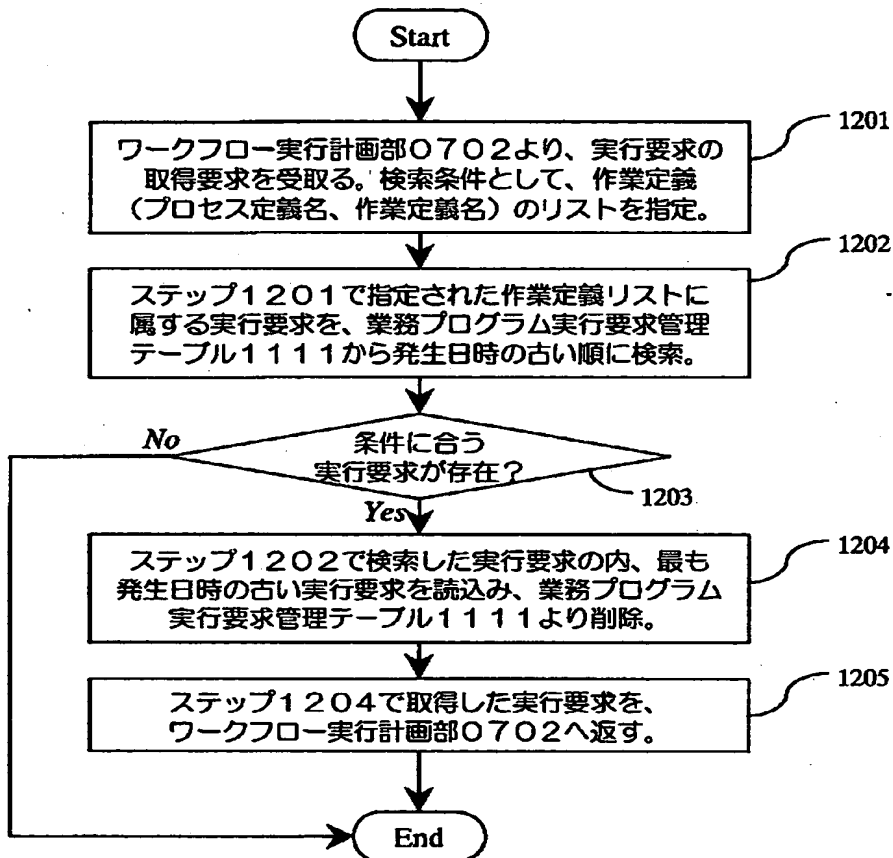 Start
1201
ワークフロー実行計画部0702より、実行要求の
取得要求を受取る。検索条件として、作業定義
（プロセス定義名、作業定義名）のリストを指定。
1202
ステップ1201で指定された作業定義リストに
属する実行要求を、業務プログラム実行要求管理
テーブル1111から発生日時の古い順に検索。
No
条件に合う
実行要求が存在？
1203
Yes
1204
ステップ1202で検索した実行要求の内、最も
発生日時の古い実行要求を読込み、業務プログラム
実行要求管理テーブル1111より削除。
1205
ステップ1204で取得した実行要求を、
ワークフロー実行計画部0702へ返す。
End